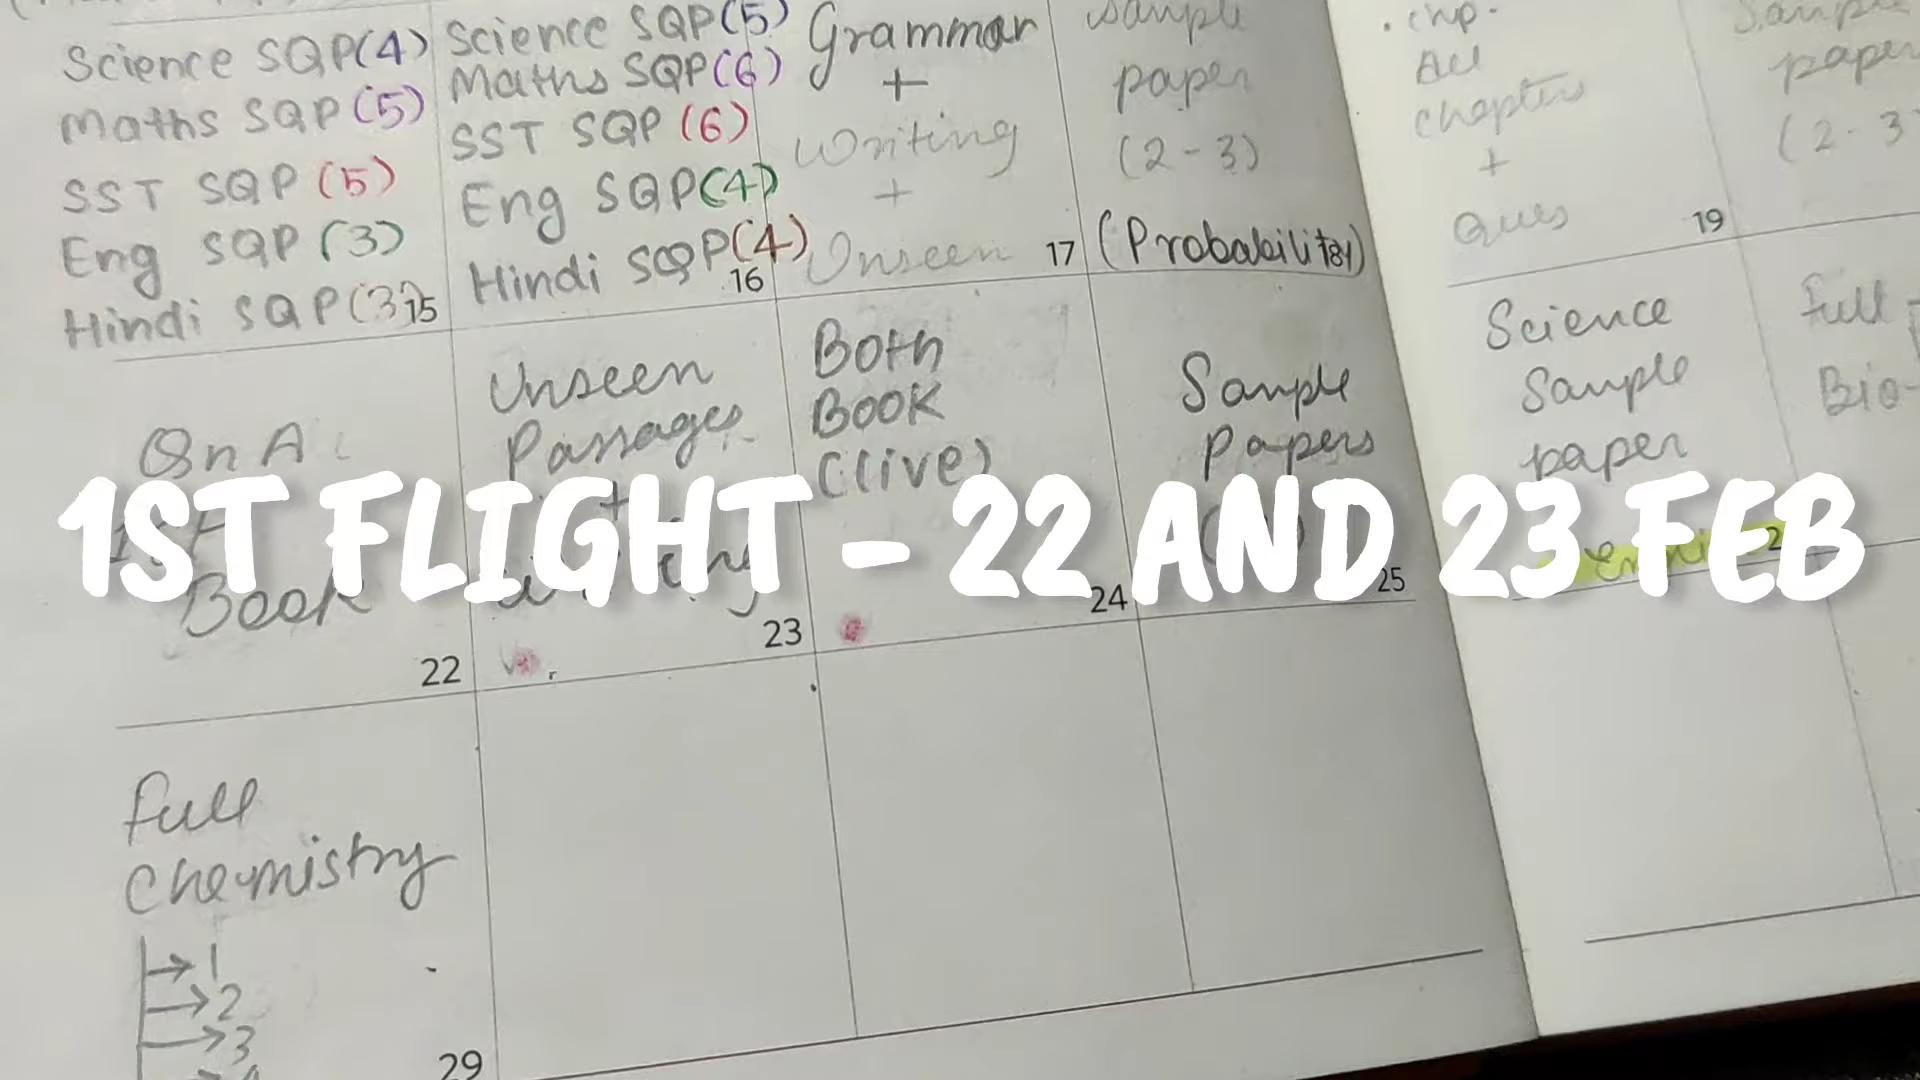 Science SQP(4)
Maths SQP(5)
SST SQP (5)
Eng SQP (3)
Hindi SQP(3)
15
Science SQP(5)
Maths SQP(6)
SST SQP (6)
Eng SQP(4)
Hindi SQP(4)
16
Grammar
+
Writing
+
Unseen
17
Sample
paper
(2-3)
(Probability)
18
chp.
All
chapters
+
Ques
19
Sample
paper
(2-3
QnA
Book
22
Unseen
Passages
+
23
Both
Book
(live)
24
Sample
Papers
25
Science
Sample
paper
Full
Bio-
1ST FLIGHT - 22 AND 23 FEB
Full
Chemistry
→1
→2
→3
29